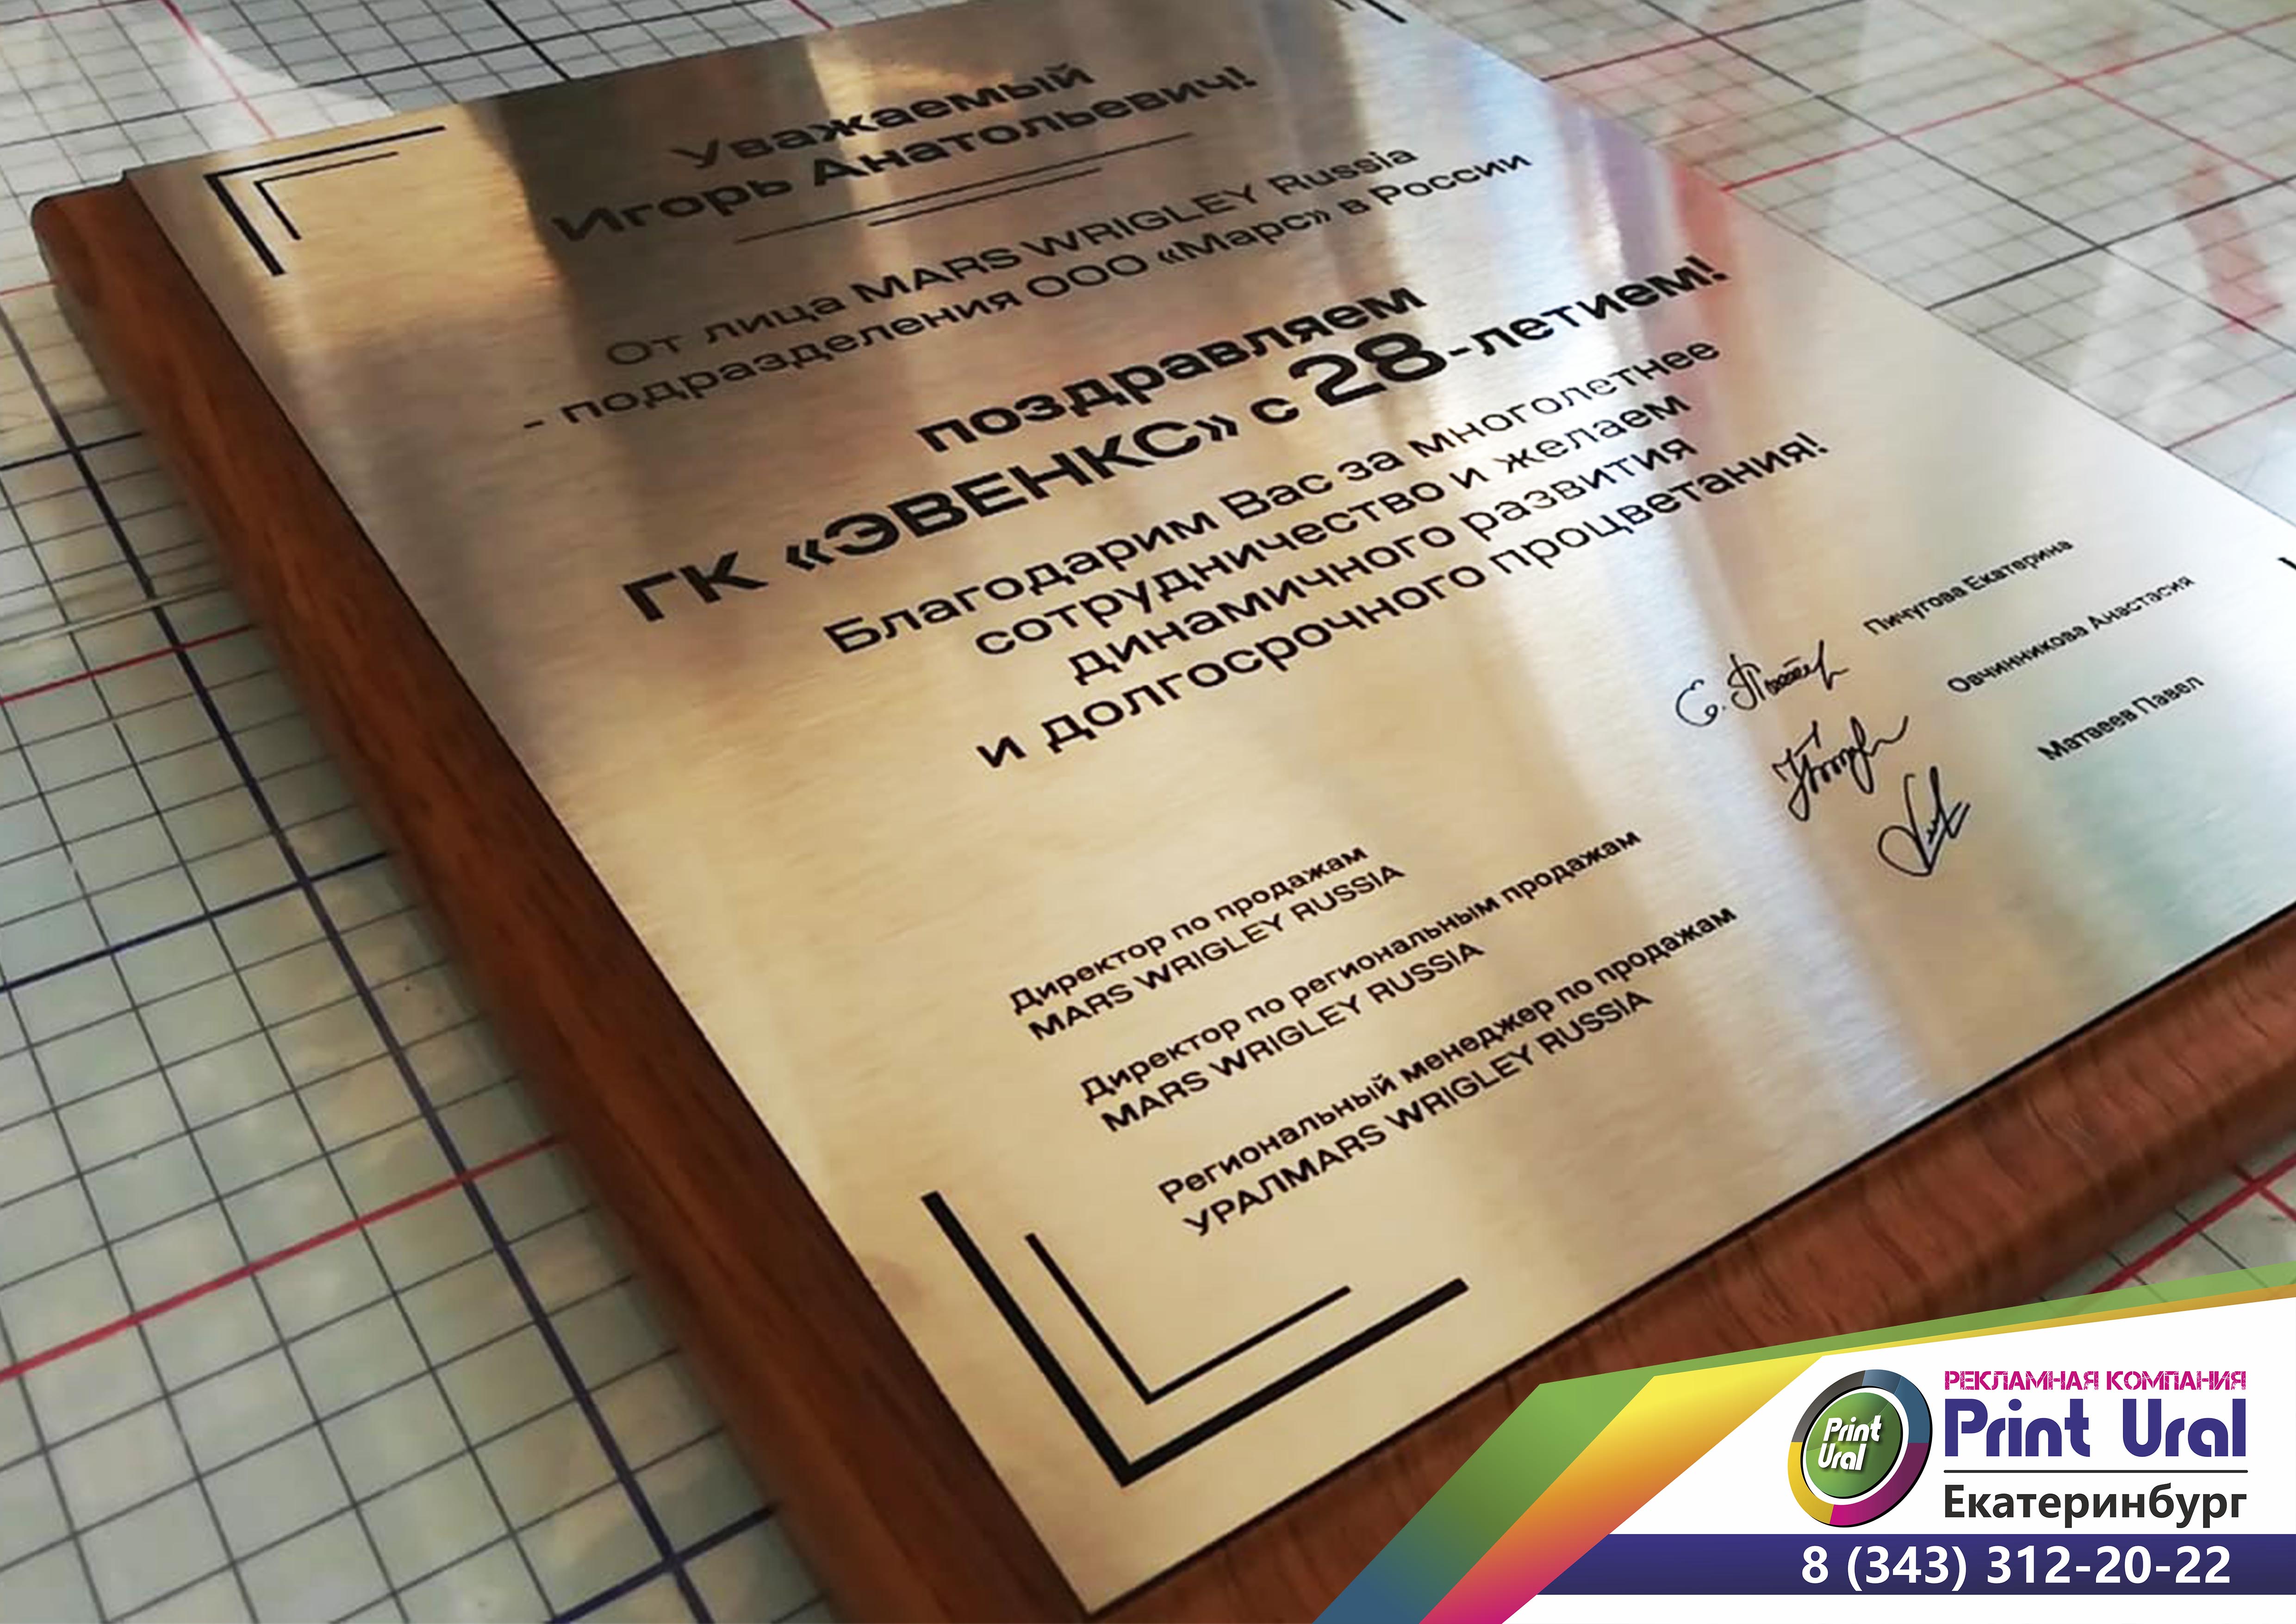 Уважаемый
Игорь Анатольевич!
От лица MARS WRIGLEY Russia
- подразделения ООО «Марс» в России
поздравляем
ГК «ЭВЕНКС» с 28-летием!
Благодарим Вас за многолетнее
сотрудничество и желаем
динамичного развития
и долгосрочного процветания!
Директор по продажам
MARS WRIGLEY RUSSIA
Пичугова Екатерина
Директор по региональным продажам
MARS WRIGLEY RUSSIA
Овчинникова Анастасия
Региональный менеджер по продажам
УРАЛMARS WRIGLEY RUSSIA
Матвеев Павел
Print
Ural
РЕКЛАМНАЯ КОМПАНИЯ
Print Ural
Екатеринбург
8 (343) 312-20-22